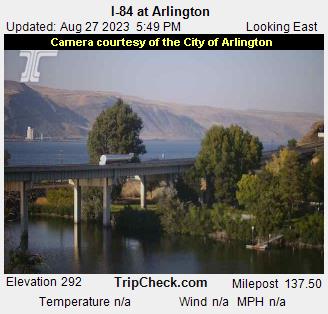 I-84 at Arlington
Updated: Aug 27 2023 5:49 PM Looking East
Camera courtesy of the City of Arlington
Elevation 292 TripCheck.com Milepost 137.50
Temperature n/a Wind n/a MPH n/a